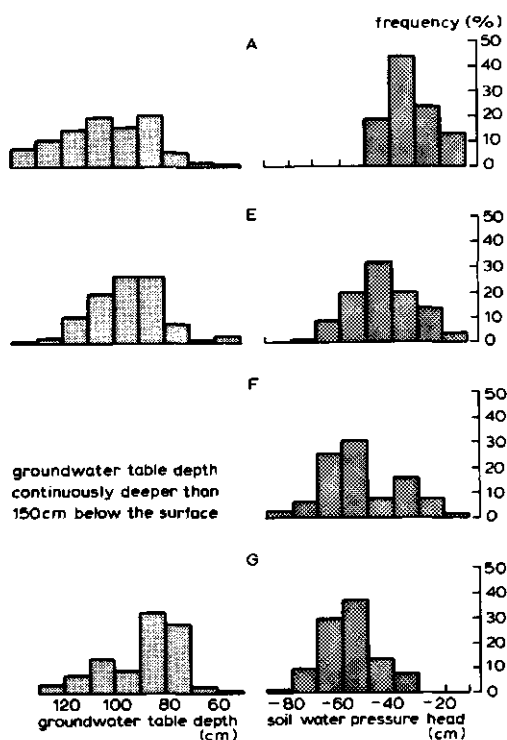 frequency (%)
A
50
40
30
20
10
0
E
50
40
30
20
10
0
F
50
40
30
20
10
0
groundwater table depth
continuously deeper than
150cm below the surface
G
50
40
30
20
10
0
120 100 80 60
groundwater table depth
(cm)
-80 -60 -40 -20
soil water pressure head
(cm)